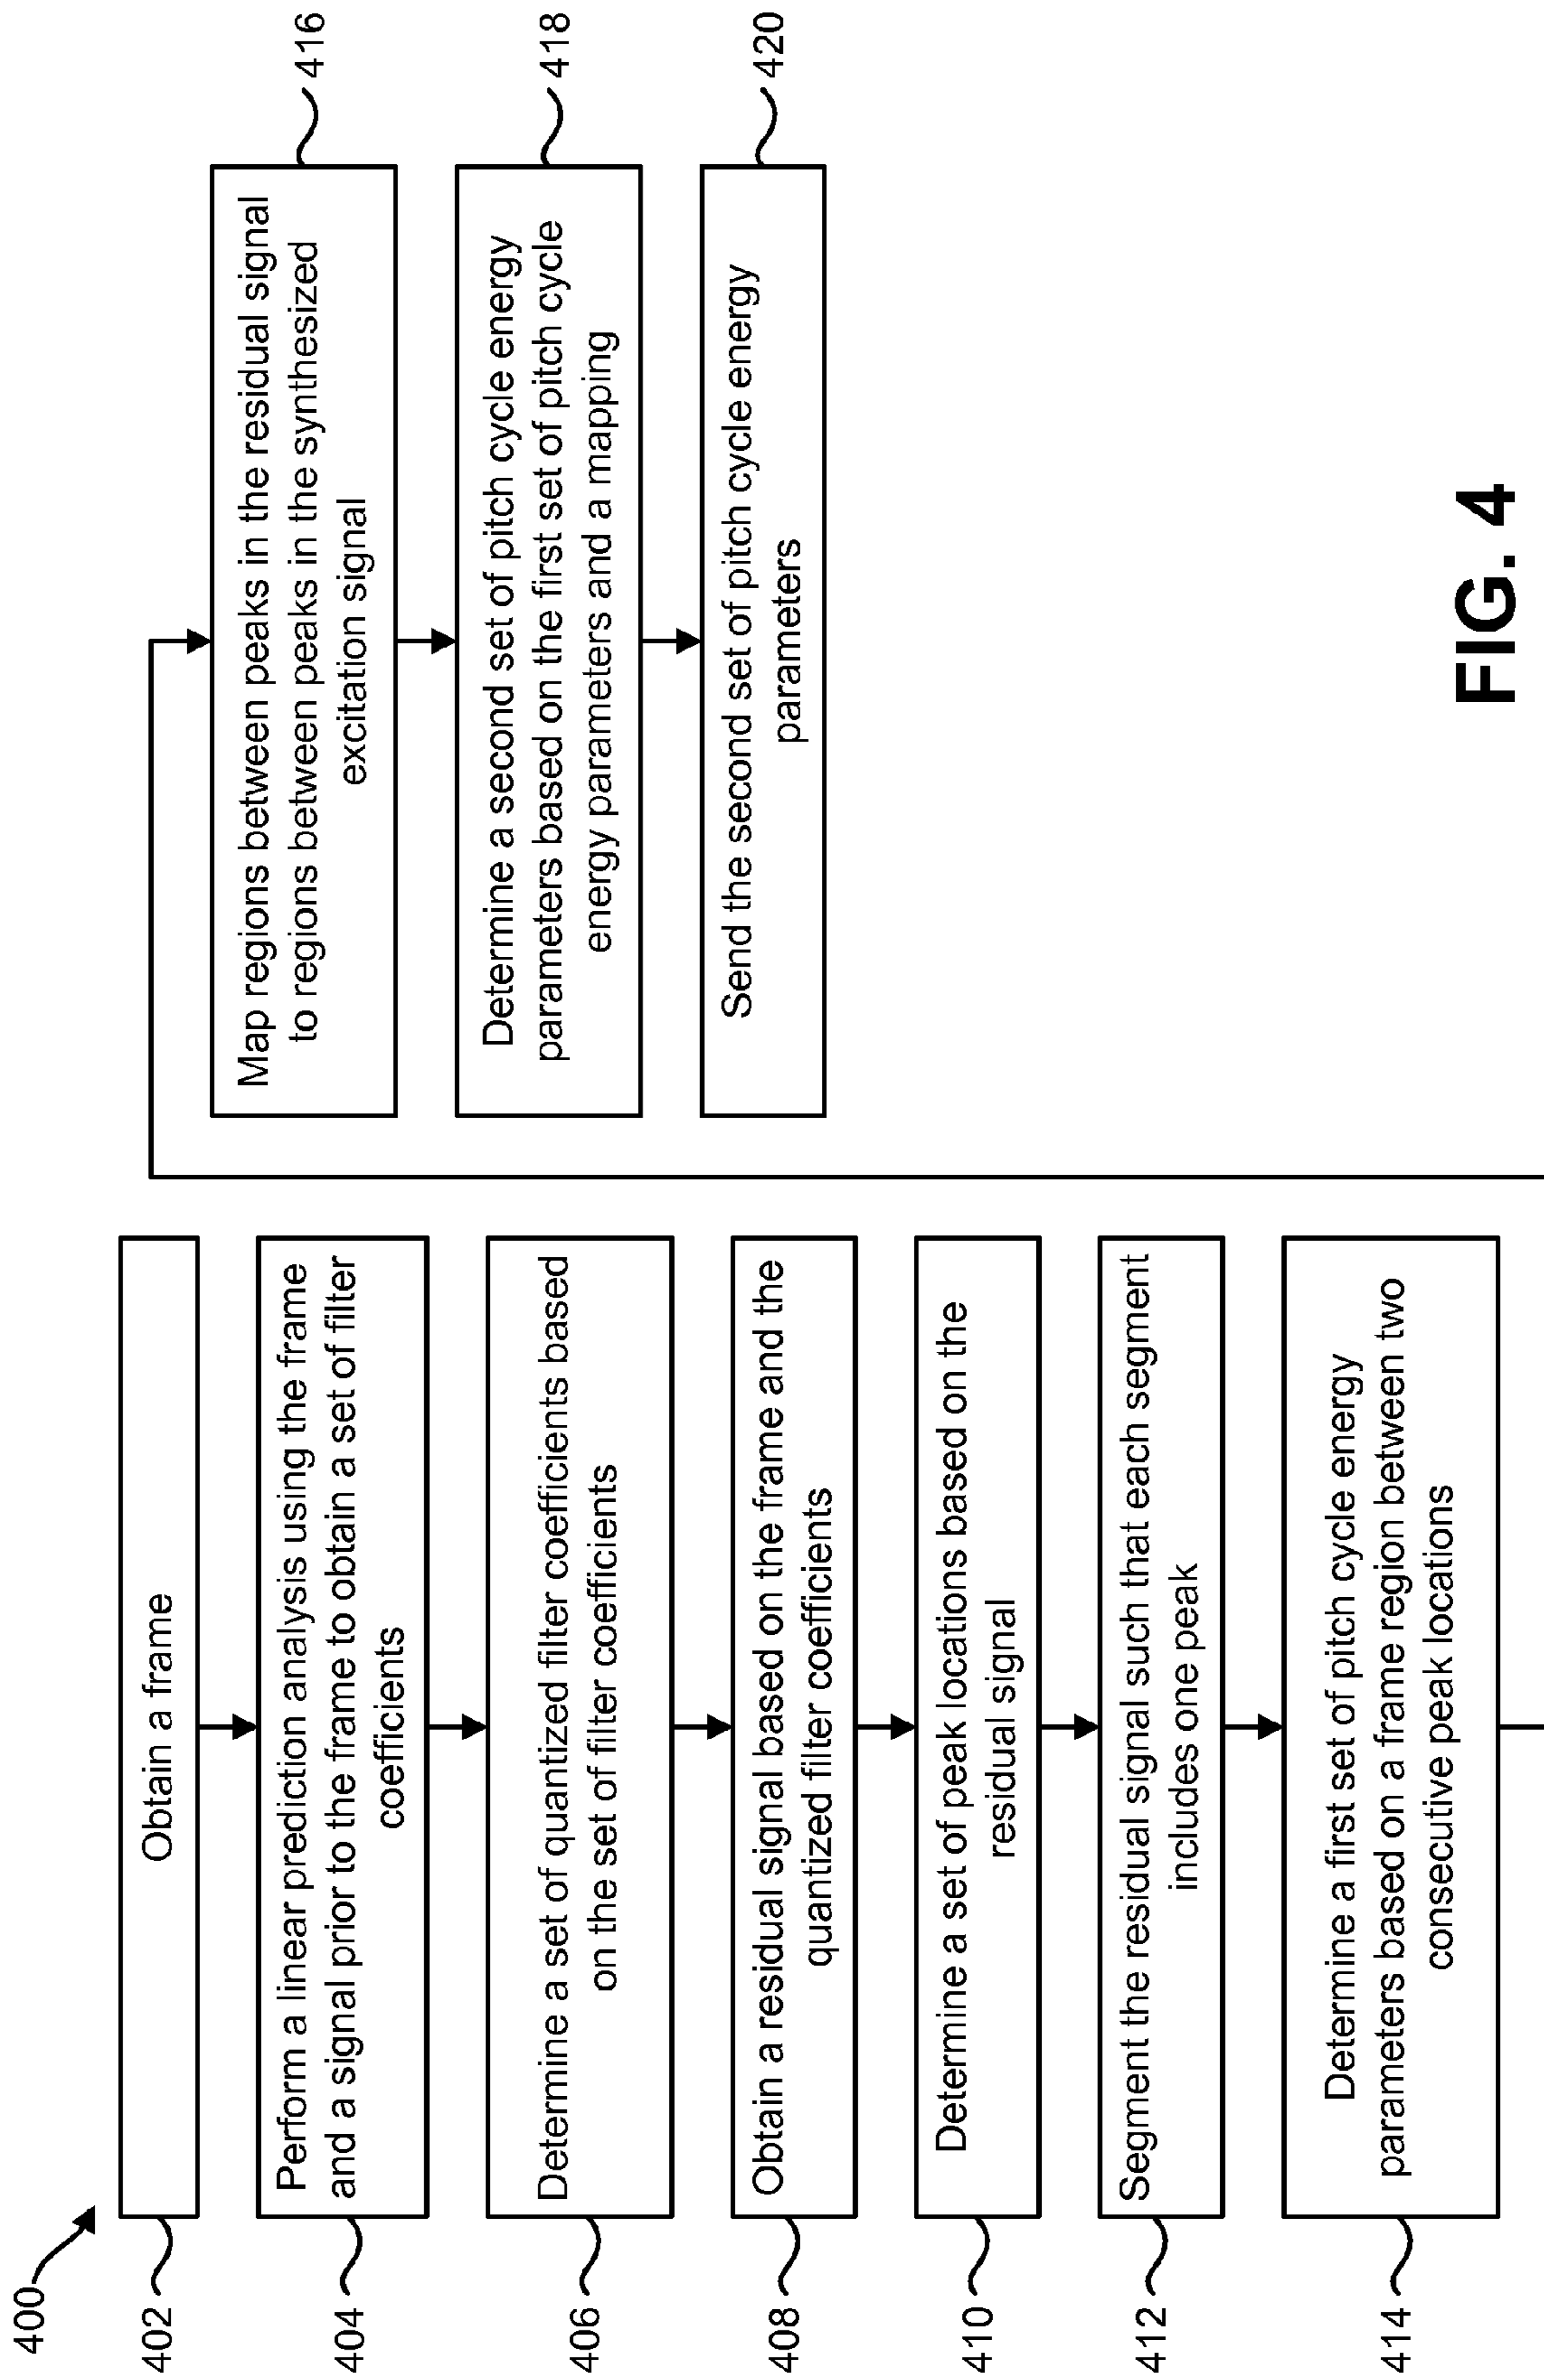 400
402
Obtain a frame
404
Perform a linear prediction analysis using the frame
and a signal prior to the frame to obtain a set of filter
coefficients
406
Determine a set of quantized filter coefficients based
on the set of filter coefficients
408
Obtain a residual signal based on the frame and the
quantized filter coefficients
410
Determine a set of peak locations based on the
residual signal
412
Segment the residual signal such that each segment
includes one peak
414
Determine a first set of pitch cycle energy
parameters based on a frame region between two
consecutive peak locations
Map regions between peaks in the residual signal
to regions between peaks in the synthesized
excitation signal
416
Determine a second set of pitch cycle energy
parameters based on the first set of pitch cycle
energy parameters and a mapping
418
Send the second set of pitch cycle energy
parameters
420
FIG. 4